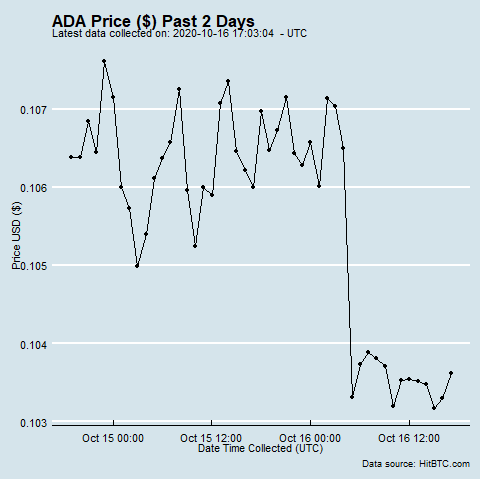 ADA Price ($) Past 2 Days
Latest data collected on: 2020-10-16 17:03:04 - UTC
Price USD ($)
0.107
0.106
0.105
0.104
0.103
Oct 15 00:00 Oct 15 12:00 Oct 16 00:00 Oct 16 12:00
Date Time Collected (UTC)
Data source: HitBTC.com